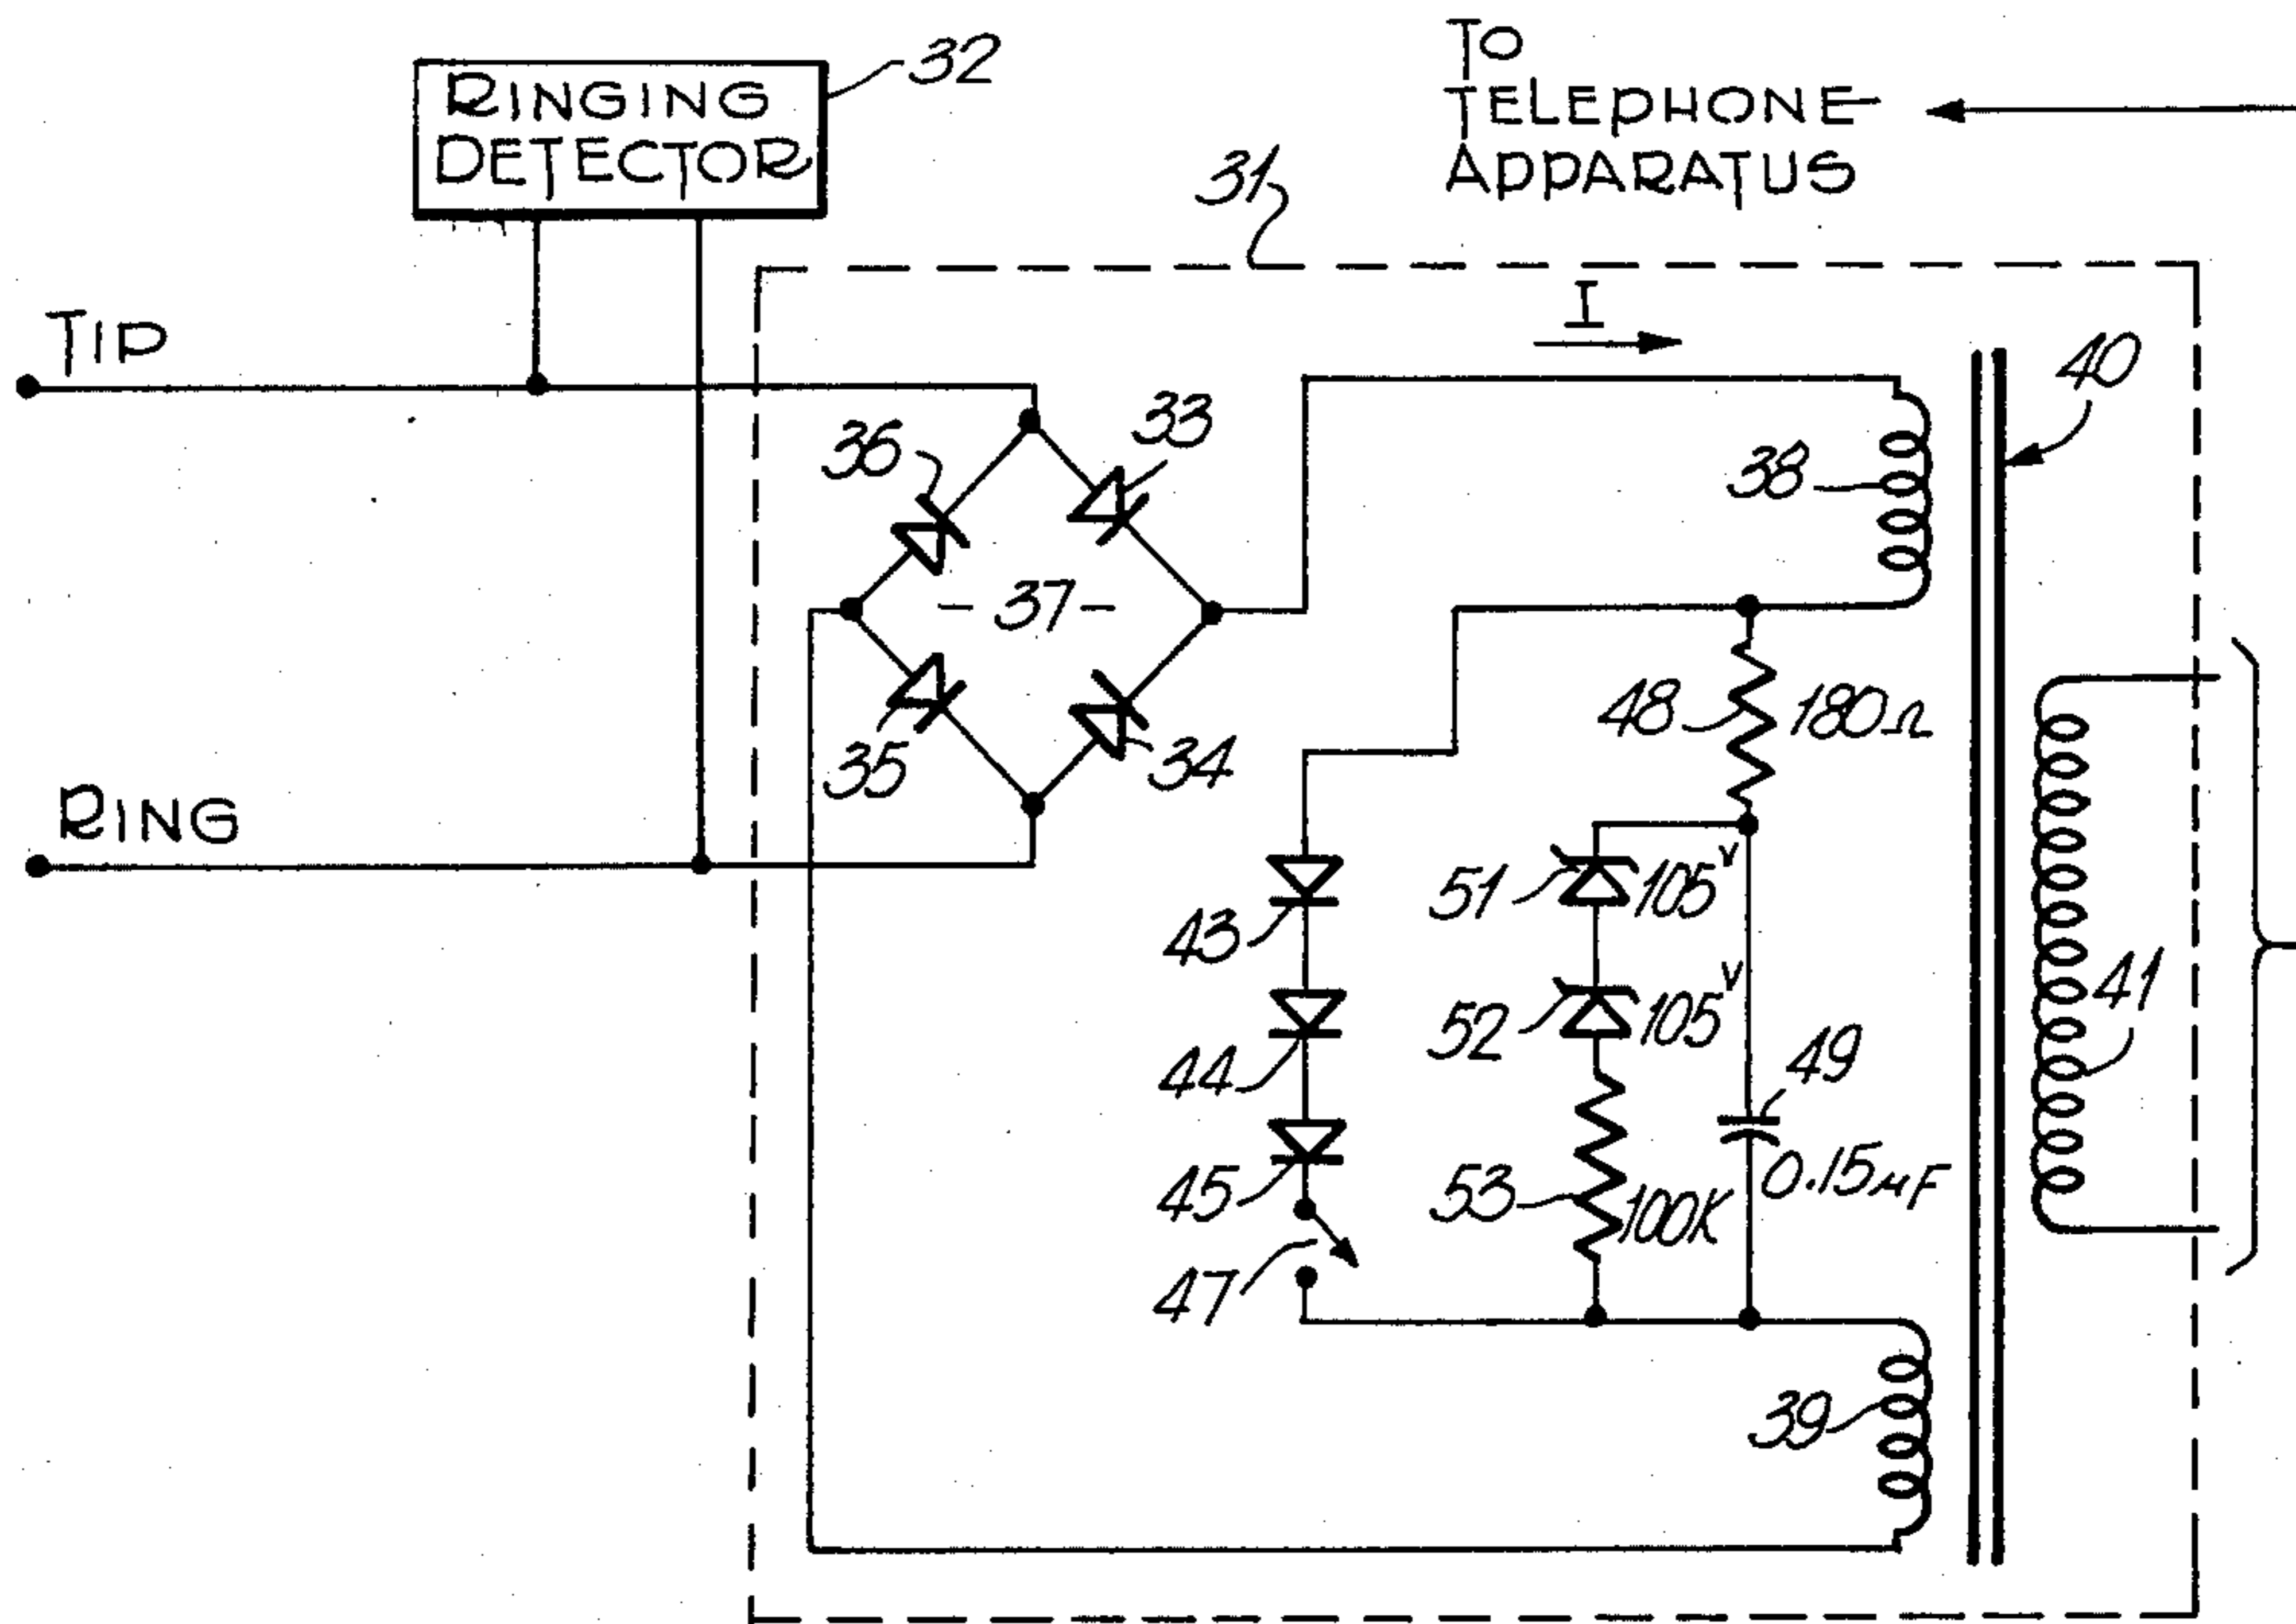 RINGING
DETECTOR
32
TO
TELEPHONE
APPARATUS
31
I
TIP
40
36
33
38
- 37 -
48
180Ω
35
34
RING
51
105V
43
52
105V
41
44
49
0.15μF
45
53
100K
47
39